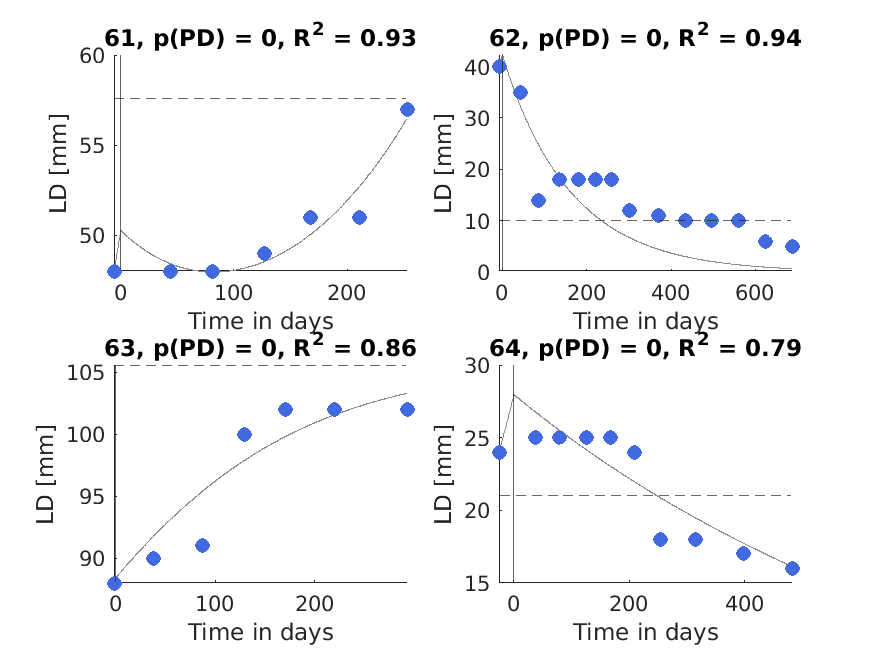 61, p(PD) = 0, R² = 0.93
60
55
50
LD [mm]
0 100 200
Time in days
62, p(PD) = 0, R² = 0.94
40
30
20
10
0
LD [mm]
0 200 400 600
Time in days
63, p(PD) = 0, R² = 0.86
105
100
95
90
LD [mm]
0 100 200
Time in days
64, p(PD) = 0, R² = 0.79
30
25
20
15
LD [mm]
0 200 400
Time in days